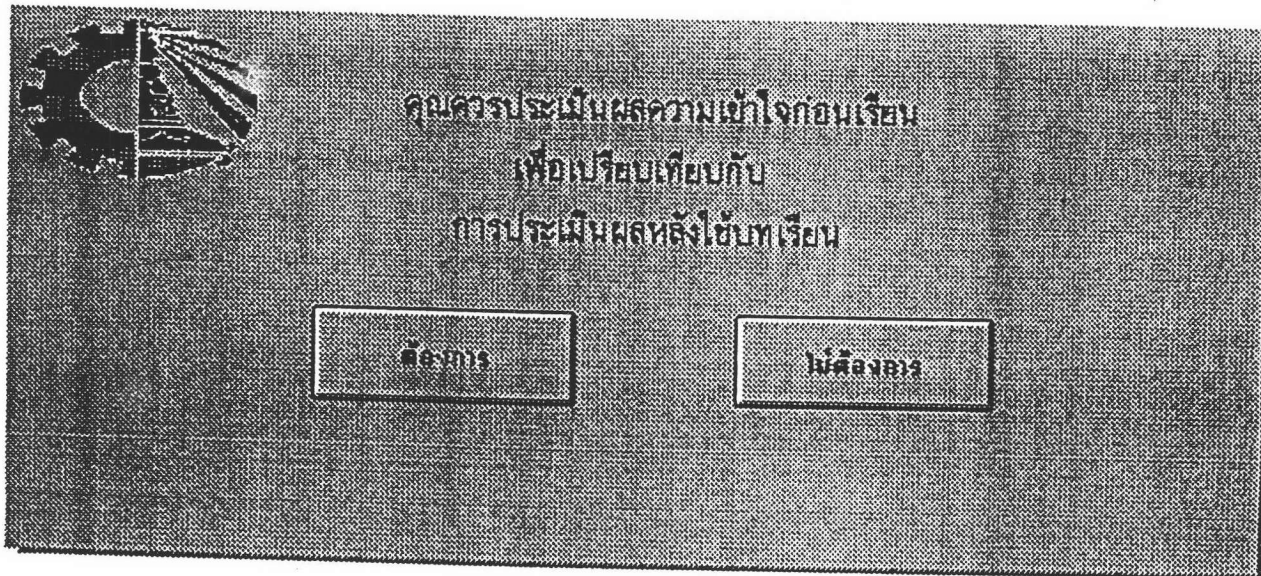 คุณควรประเมินผลความเข้าใจก่อนเรียน
เพื่อเปรียบเทียบกับ
การประเมินผลหลังใช้บทเรียน
ต้องการ
ไม่ต้องการ